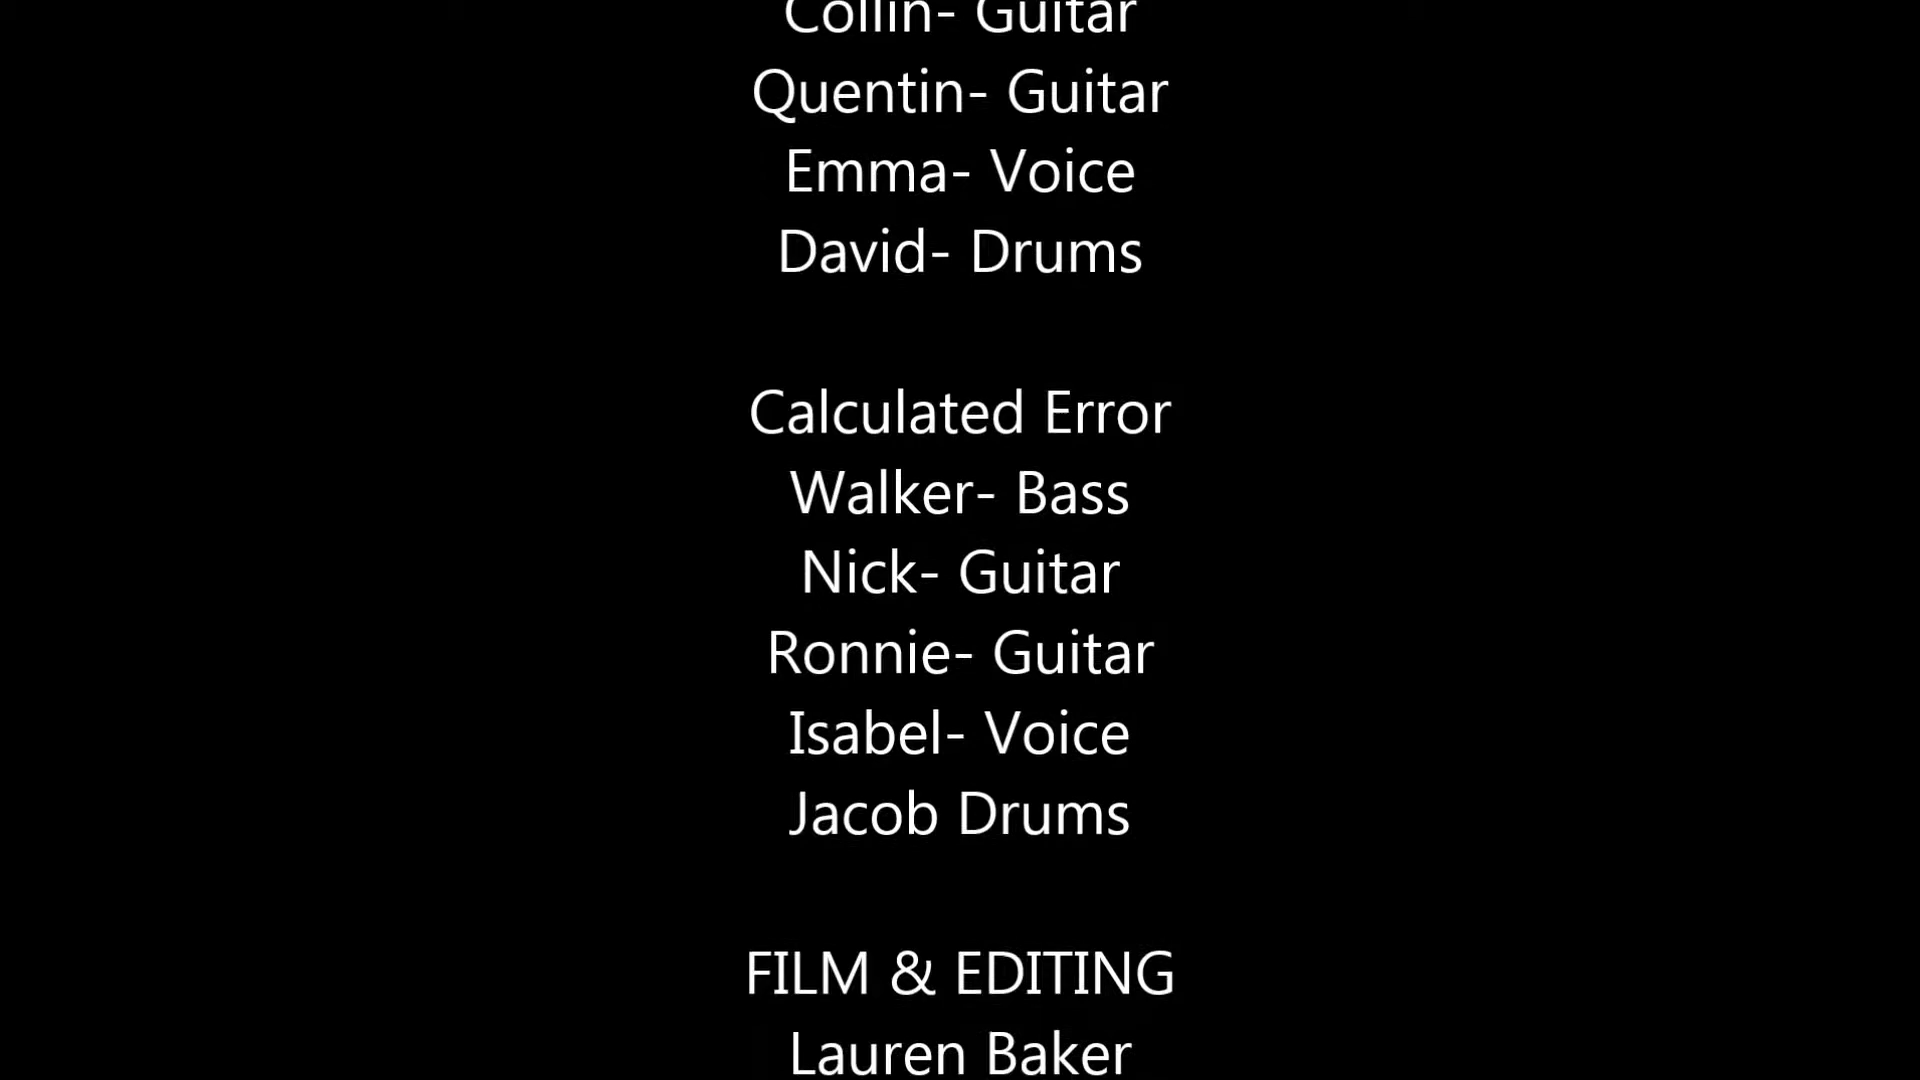 Collin- Guitar
Quentin- Guitar
Emma- Voice
David- Drums
Calculated Error
Walker- Bass
Nick- Guitar
Ronnie- Guitar
Isabel- Voice
Jacob Drums
FILM & EDITING
Lauren Baker